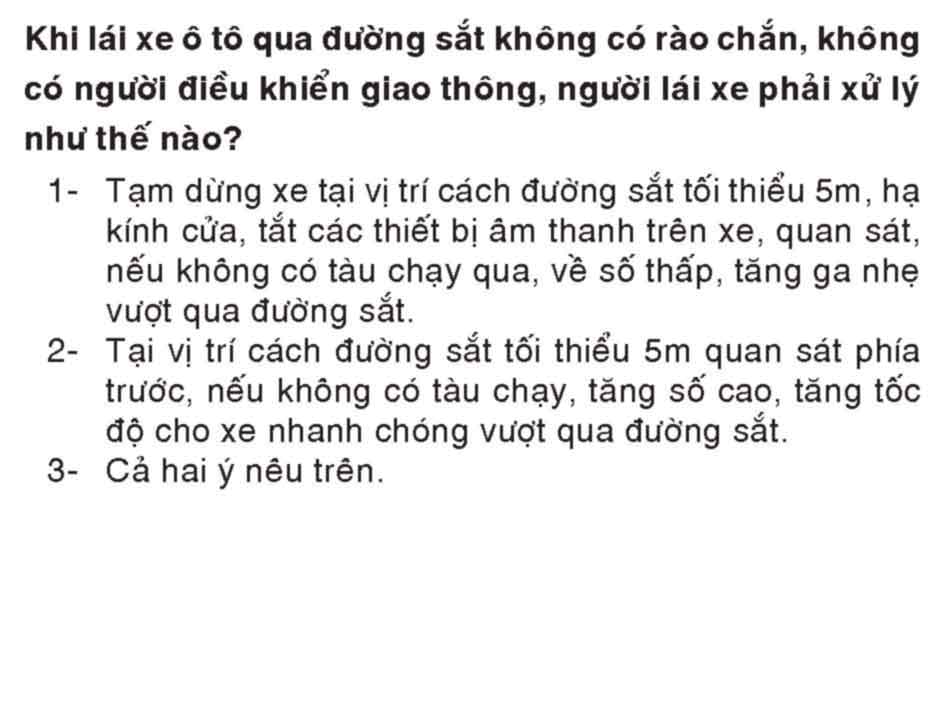 Khi lái xe ô tô qua đường sắt không có rào chắn, không
có người điều khiển giao thông, người lái xe phải xử lý
như thế nào?
1- Tạm dừng xe tại vị trí cách đường sắt tối thiểu 5m, hạ
kính cửa, tắt các thiết bị âm thanh trên xe, quan sát,
nếu không có tàu chạy qua, về số thấp, tăng ga nhẹ
vượt qua đường sắt.
2- Tại vị trí cách đường sắt tối thiểu 5m quan sát phía
trước, nếu không có tàu chạy, tăng số cao, tăng tốc
độ cho xe nhanh chóng vượt qua đường sắt.
3- Cả hai ý nêu trên.